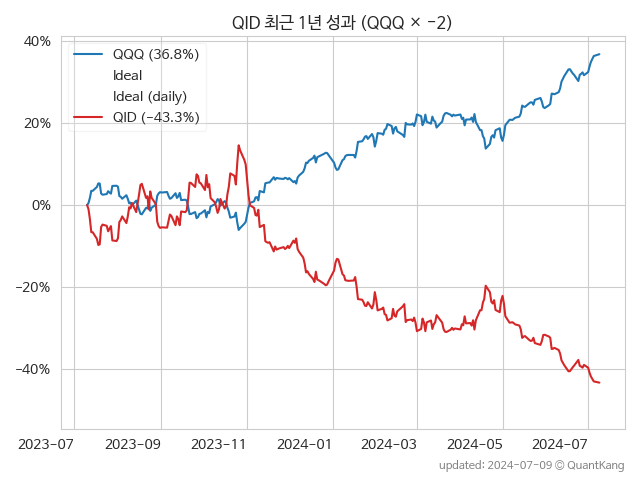 QID 최근 1년 성과 (QQQ × −2)
40%
20%
0%
−20%
−40%
QQQ (36.8%)
Ideal
Ideal (daily)
QID (−43.3%)
2023−07
2023−09
2023−11
2024−01
2024−03
2024−05
2024−07
updated: 2024-07-09 © QuantKang